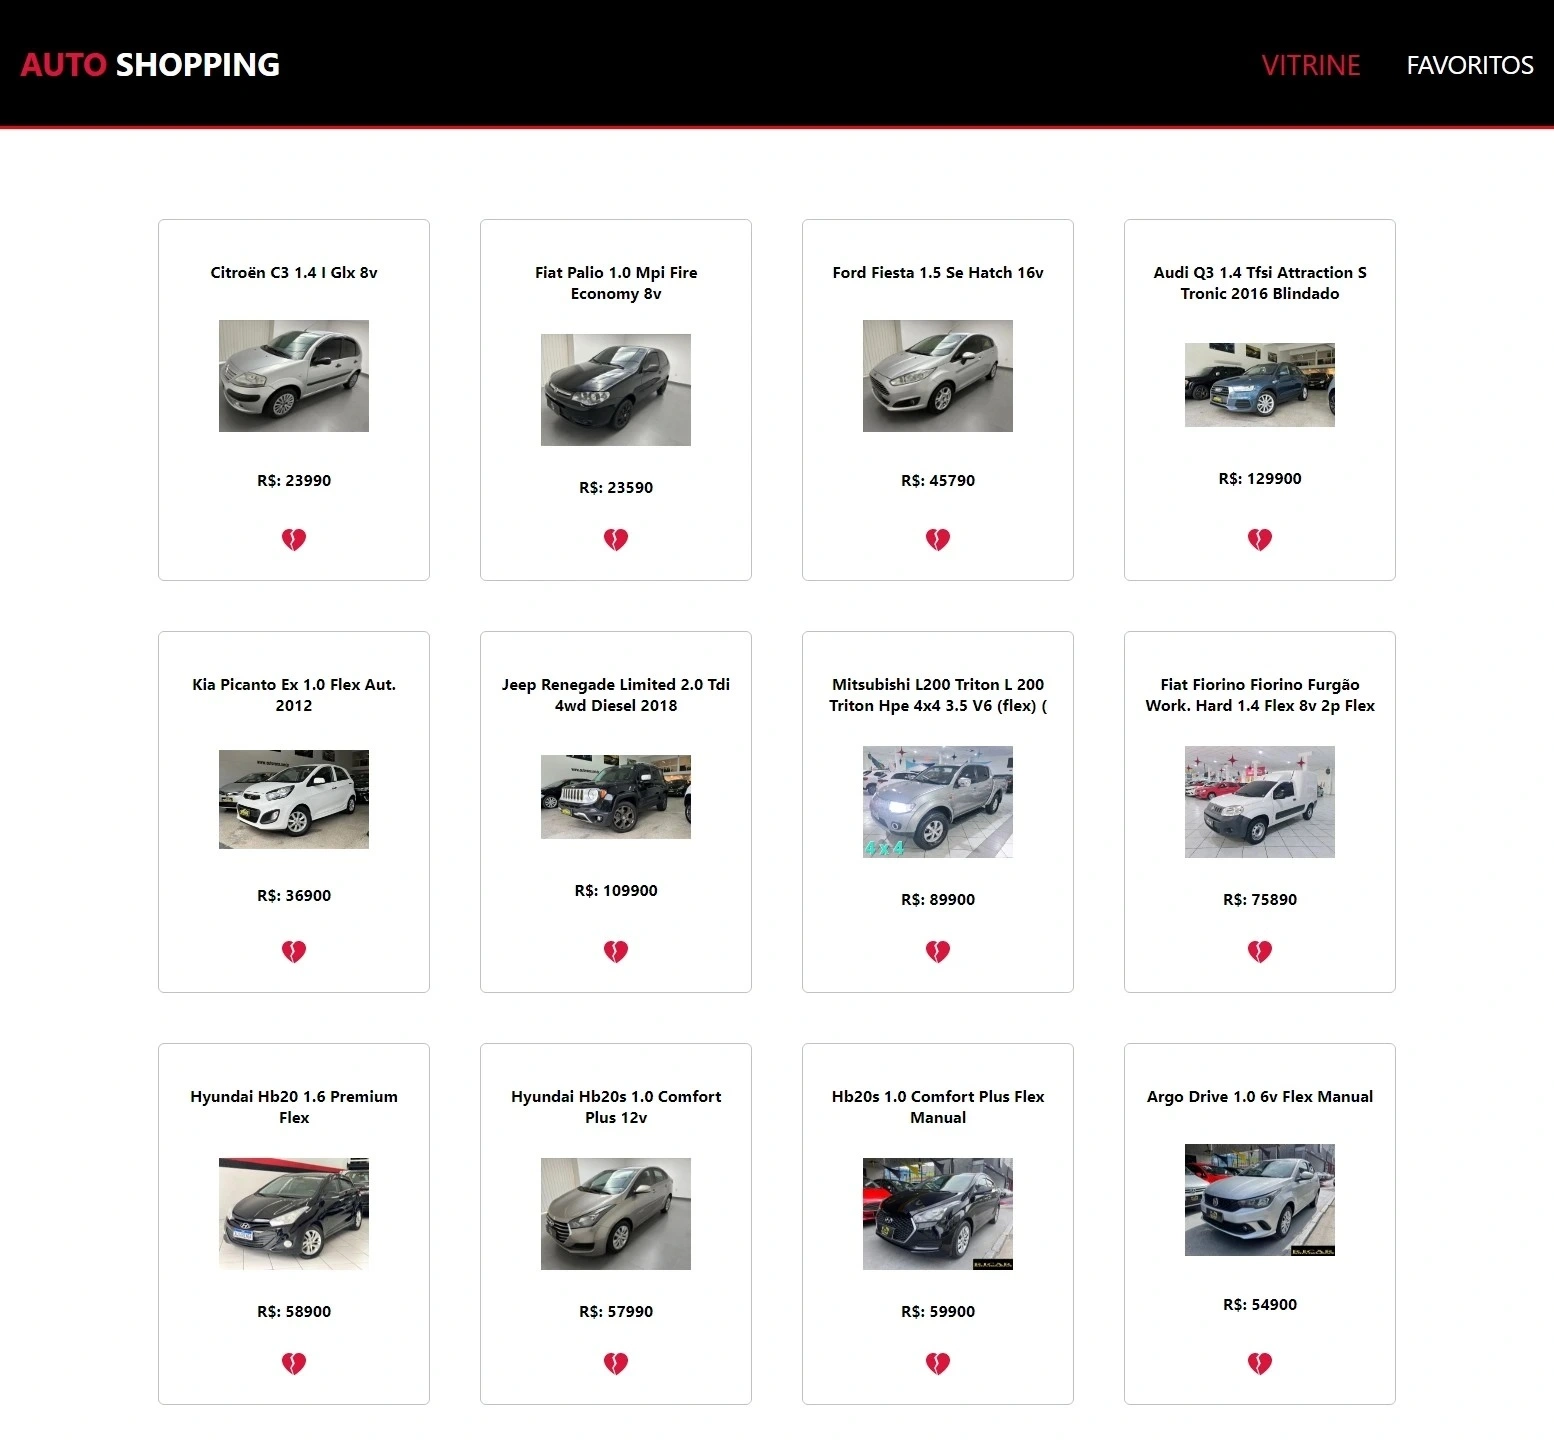 AUTO SHOPPING
VITRINE
FAVORITOS
Citroën C3 1.4 I Glx 8v
R$: 23990
Fiat Palio 1.0 Mpi Fire
Economy 8v
R$: 23590
Ford Fiesta 1.5 Se Hatch 16v
R$: 45790
Audi Q3 1.4 Tfsi Attraction S
Tronic 2016 Blindado
R$: 129900
Kia Picanto Ex 1.0 Flex Aut.
2012
R$: 36900
Jeep Renegade Limited 2.0 Tdi
4wd Diesel 2018
R$: 109900
Mitsubishi L200 Triton L 200
Triton Hpe 4x4 3.5 V6 (flex) (
4x4
R$: 89900
Fiat Fiorino Fiorino Furgão
Work. Hard 1.4 Flex 8v 2p Flex
R$: 75890
Hyundai Hb20 1.6 Premium
Flex
R$: 58900
Hyundai Hb20s 1.0 Comfort
Plus 12v
R$: 57990
Hb20s 1.0 Comfort Plus Flex
Manual
R$: 59900
Argo Drive 1.0 6v Flex Manual
R$: 54900